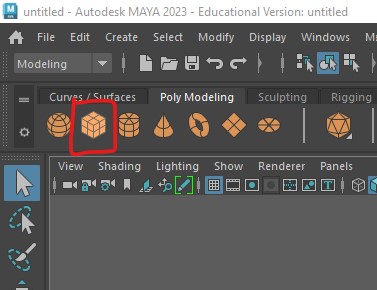 untitled - Autodesk MAYA 2023 - Educational Version: untitled
File Edit Create Select Modify Display Windows
Modeling
Curves / Surfaces Poly Modeling Sculpting Rigging
View Shading Lighting Show Renderer Panels